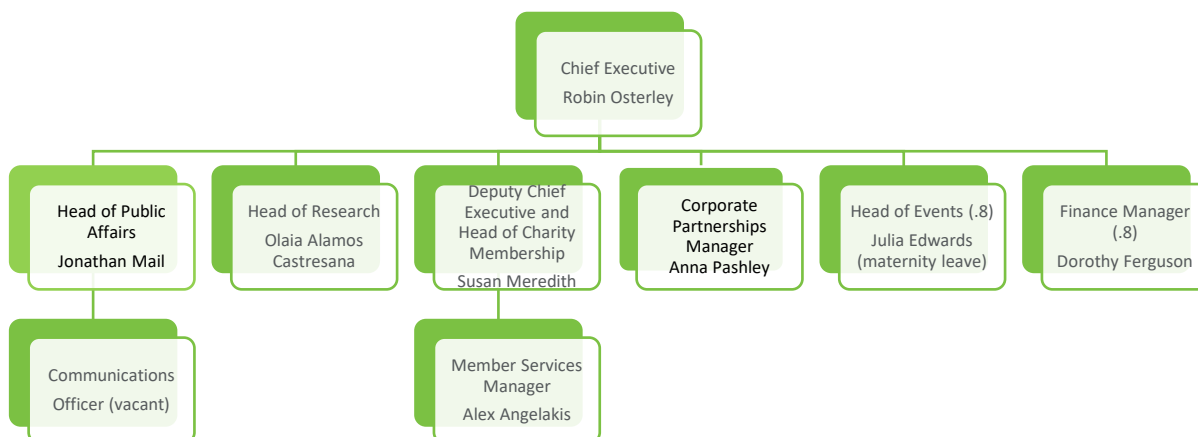 Chief Executive
Robin Osterley
Head of Public
Affairs
Jonathan Mail
Head of Research
Olaia Alamos
Castresana
Deputy Chief
Executive and
Head of Charity
Membership
Susan Meredith
Corporate
Partnerships
Manager
Anna Pashley
Head of Events (.8)
Julia Edwards
(maternity leave)
Finance Manager
(.8)
Dorothy Ferguson
Communications
Officer (vacant)
Member Services
Manager
Alex Angelakis